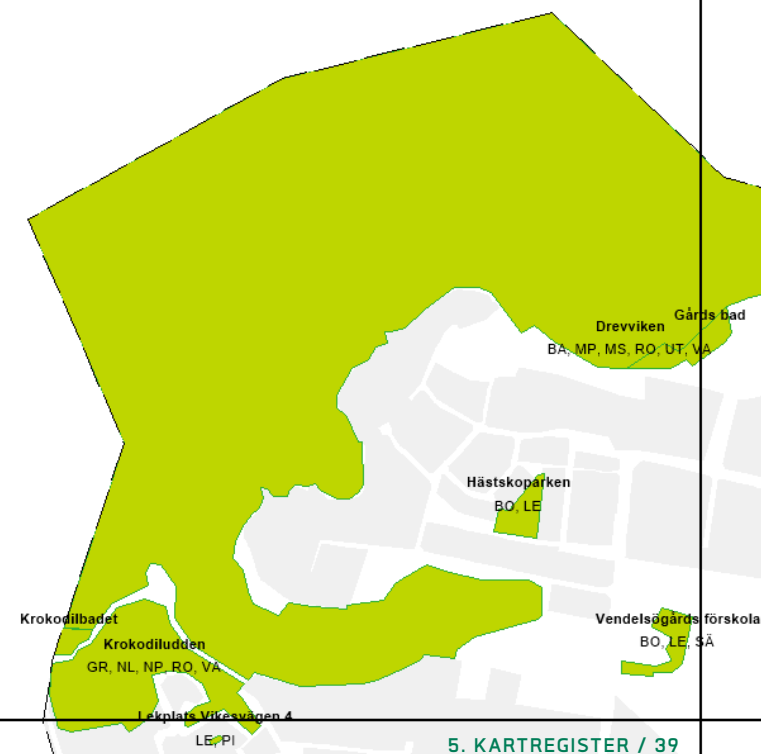 Gårds bad
Drevviken
BA, MP, MS, RO, UT, VA
Hästskoparken
BO, LE
Krokodilbadet
Vendelsögårds förskola
BO, LE, SÄ
Krokodiludden
GR, NL, NP, RO, VA
Lekplats Vikesvägen 4
LE, PI
5. KARTREGISTER / 39